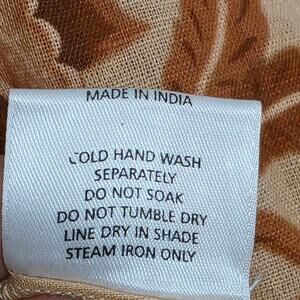 MADE IN INDIA
COLD HAND WASH
SEPARATELY
DO NOT SOAK
DO NOT TUMBLE DRY
LINE DRY IN SHADE
STEAM IRON ONLY